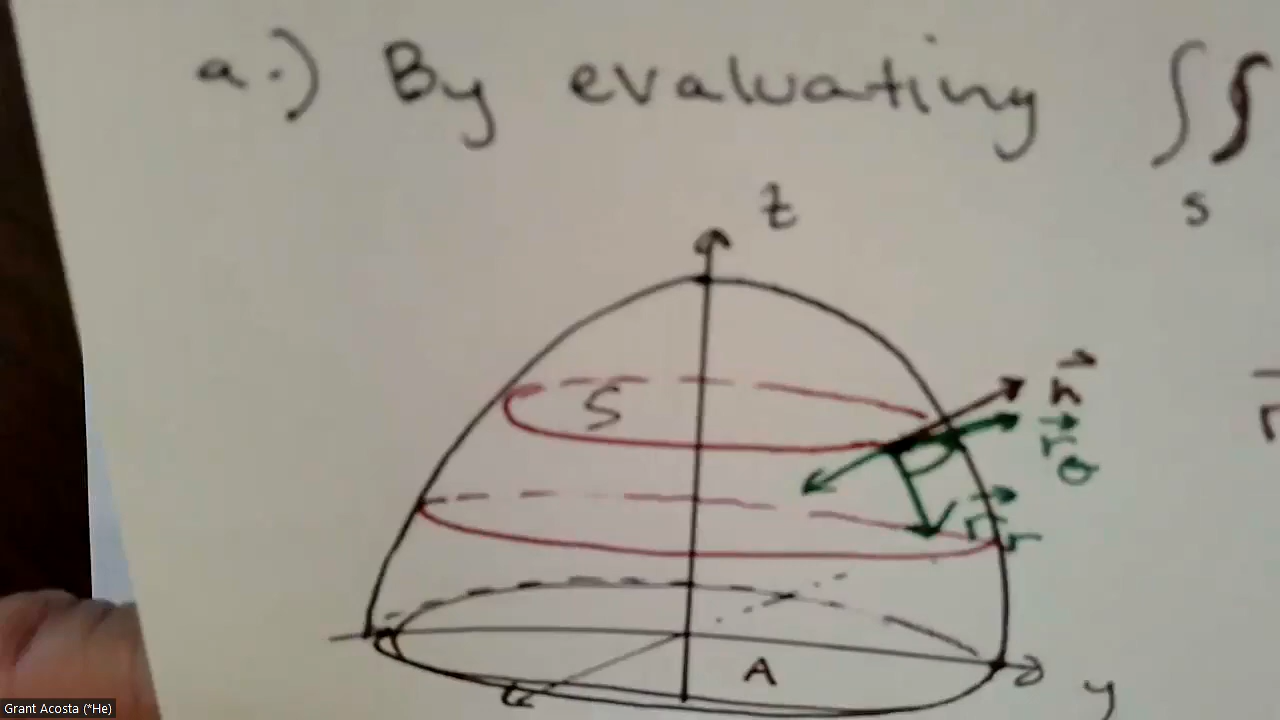 a.) By evaluating ∫∫
S
z
S
n⃗
r⃗θ
r⃗r
A
y
Grant Acosta (*He)